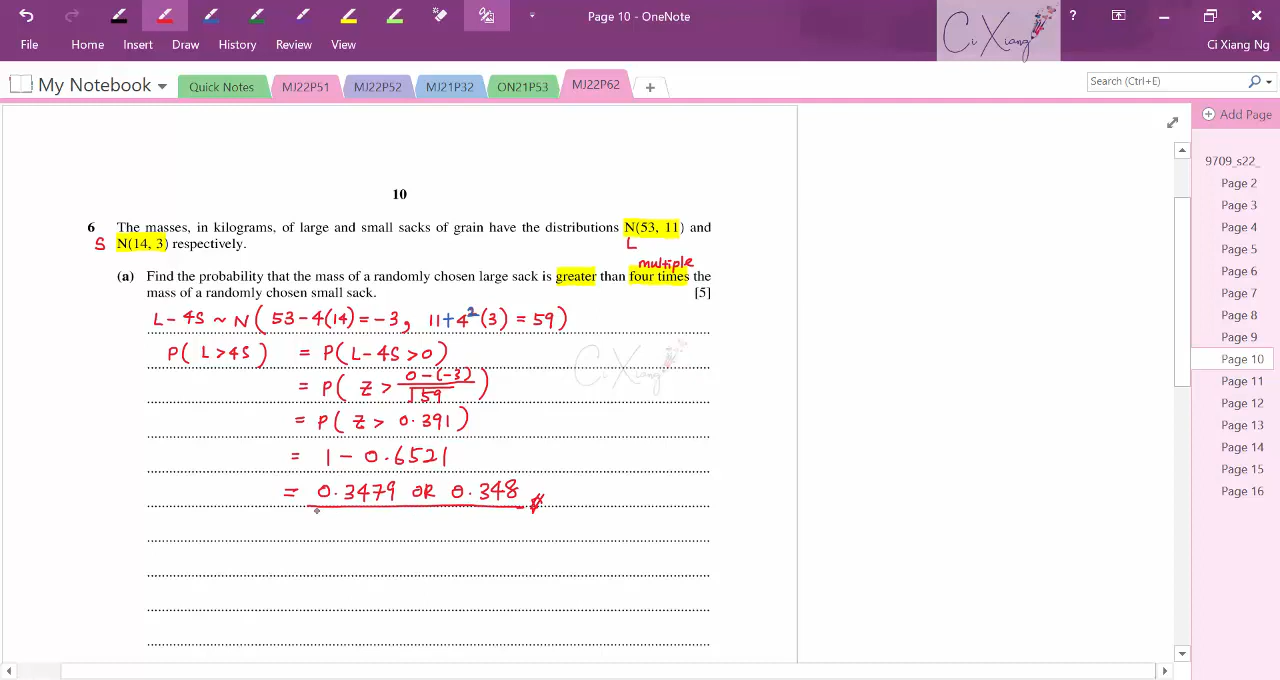 Page 10 - OneNote
Ci Xiang
?
File Home Insert Draw History Review View
Ci Xiang Ng
My Notebook
Quick Notes MJ22P51 MJ22P52 MJ21P32 ON21P53 MJ22P62 +
Search (Ctrl+E)
Add Page
9709_s22_
Page 2
Page 3
Page 4
Page 5
Page 6
Page 7
Page 8
Page 9
Page 10
Page 11
Page 12
Page 13
Page 14
Page 15
Page 16
10
6 The masses, in kilograms, of large and small sacks of grain have the distributions N(53, 11) and
S N(14, 3) respectively. L
multiple
(a) Find the probability that the mass of a randomly chosen large sack is greater than four times the
mass of a randomly chosen small sack. [5]
L - 4S ~ N( 53 - 4(14) = -3, 11 + 4²(3) = 59)
P( L > 4S ) = P( L - 4S > 0)
= P( Z > 0 - (-3) / √59 )
= P( Z > 0.391 )
= 1 - 0.6521
= 0.3479 OR 0.348
Ci Xiang